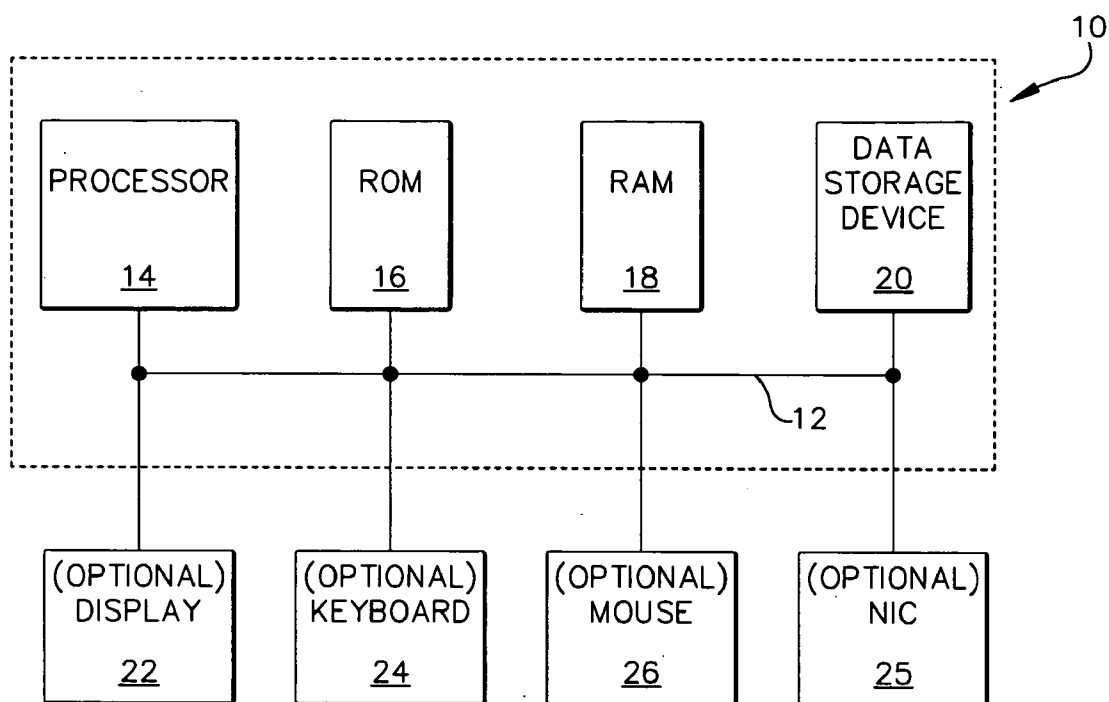 10
PROCESSOR
14
ROM
16
RAM
18
DATA
STORAGE
DEVICE
20
12
(OPTIONAL)
DISPLAY
22
(OPTIONAL)
KEYBOARD
24
(OPTIONAL)
MOUSE
26
(OPTIONAL)
NIC
25